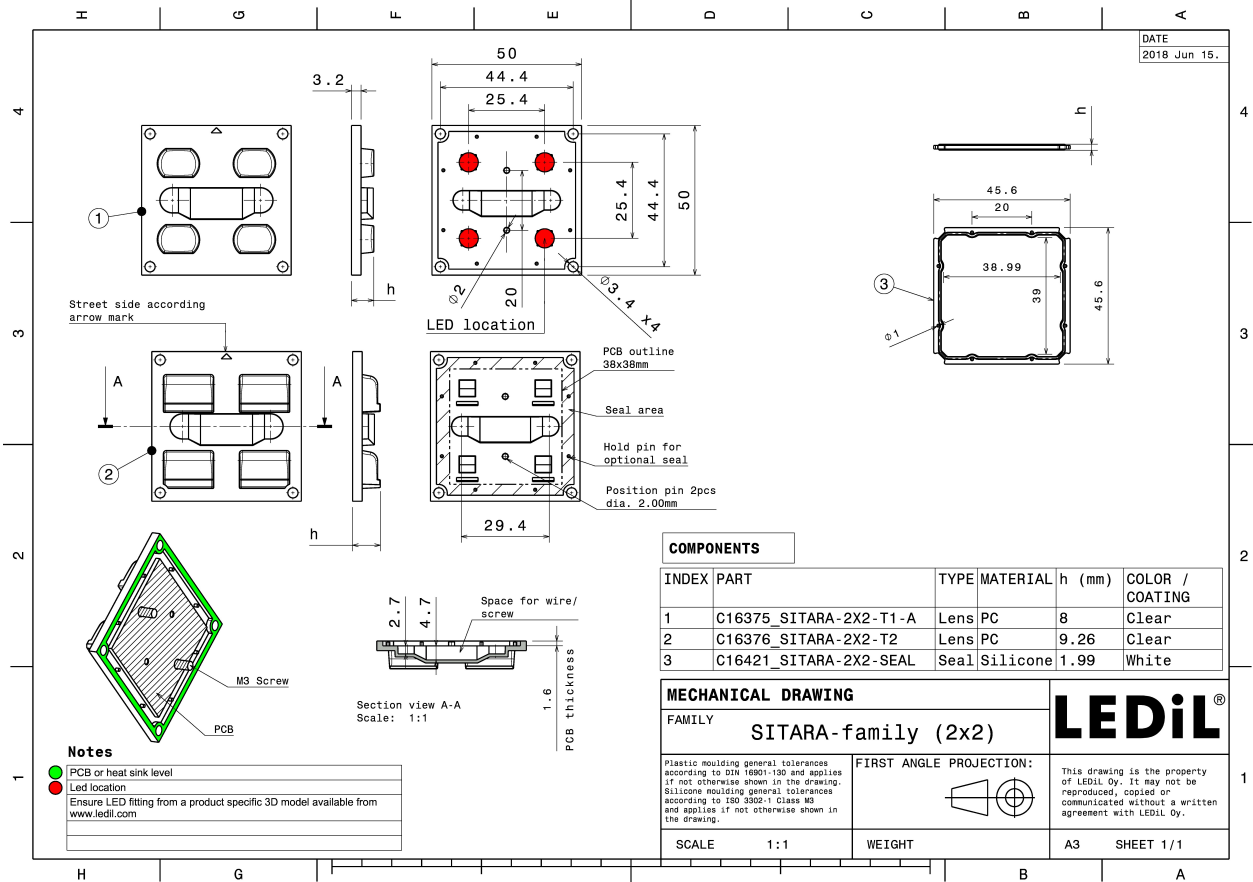 H G F E D C B A
DATE
2018 Jun 15.
4
4
50
44.4
25.4
3.2
h
25.4
44.4
50
1
h
⌀2
20
⌀3.4 x4
LED location
h
45.6
20
38.99
39
45.6
⌀1
3
3
3
Street side according
arrow mark
A
A
2
PCB outline
38x38mm
Seal area
Hold pin for
optional seal
Position pin 2pcs
dia. 2.00mm
29.4
h
2
2
M3 Screw
PCB
2.7
4.7
Space for wire/
screw
1.6
PCB thickness
Section view A-A
Scale: 1:1
COMPONENTS
INDEX PART TYPE MATERIAL h (mm) COLOR /
COATING
1 C16375_SITARA-2X2-T1-A Lens PC 8 Clear
2 C16376_SITARA-2X2-T2 Lens PC 9.26 Clear
3 C16421_SITARA-2X2-SEAL Seal Silicone 1.99 White
MECHANICAL DRAWING
FAMILY
SITARA-family (2x2)
LEDiL®
Plastic moulding general tolerances
according to DIN 16901-130 and applies
if not otherwise shown in the drawing.
Silicone moulding general tolerances
according to ISO 3302-1 Class M3
and applies if not otherwise shown in
the drawing.
FIRST ANGLE PROJECTION:
This drawing is the property
of LEDiL Oy. It may not be
reproduced, copied or
communicated without a written
agreement with LEDiL Oy.
SCALE 1:1
WEIGHT
A3 SHEET 1/1
Notes
PCB or heat sink level
Led location
Ensure LED fitting from a product specific 3D model available from
www.ledil.com
1
1
H G B A